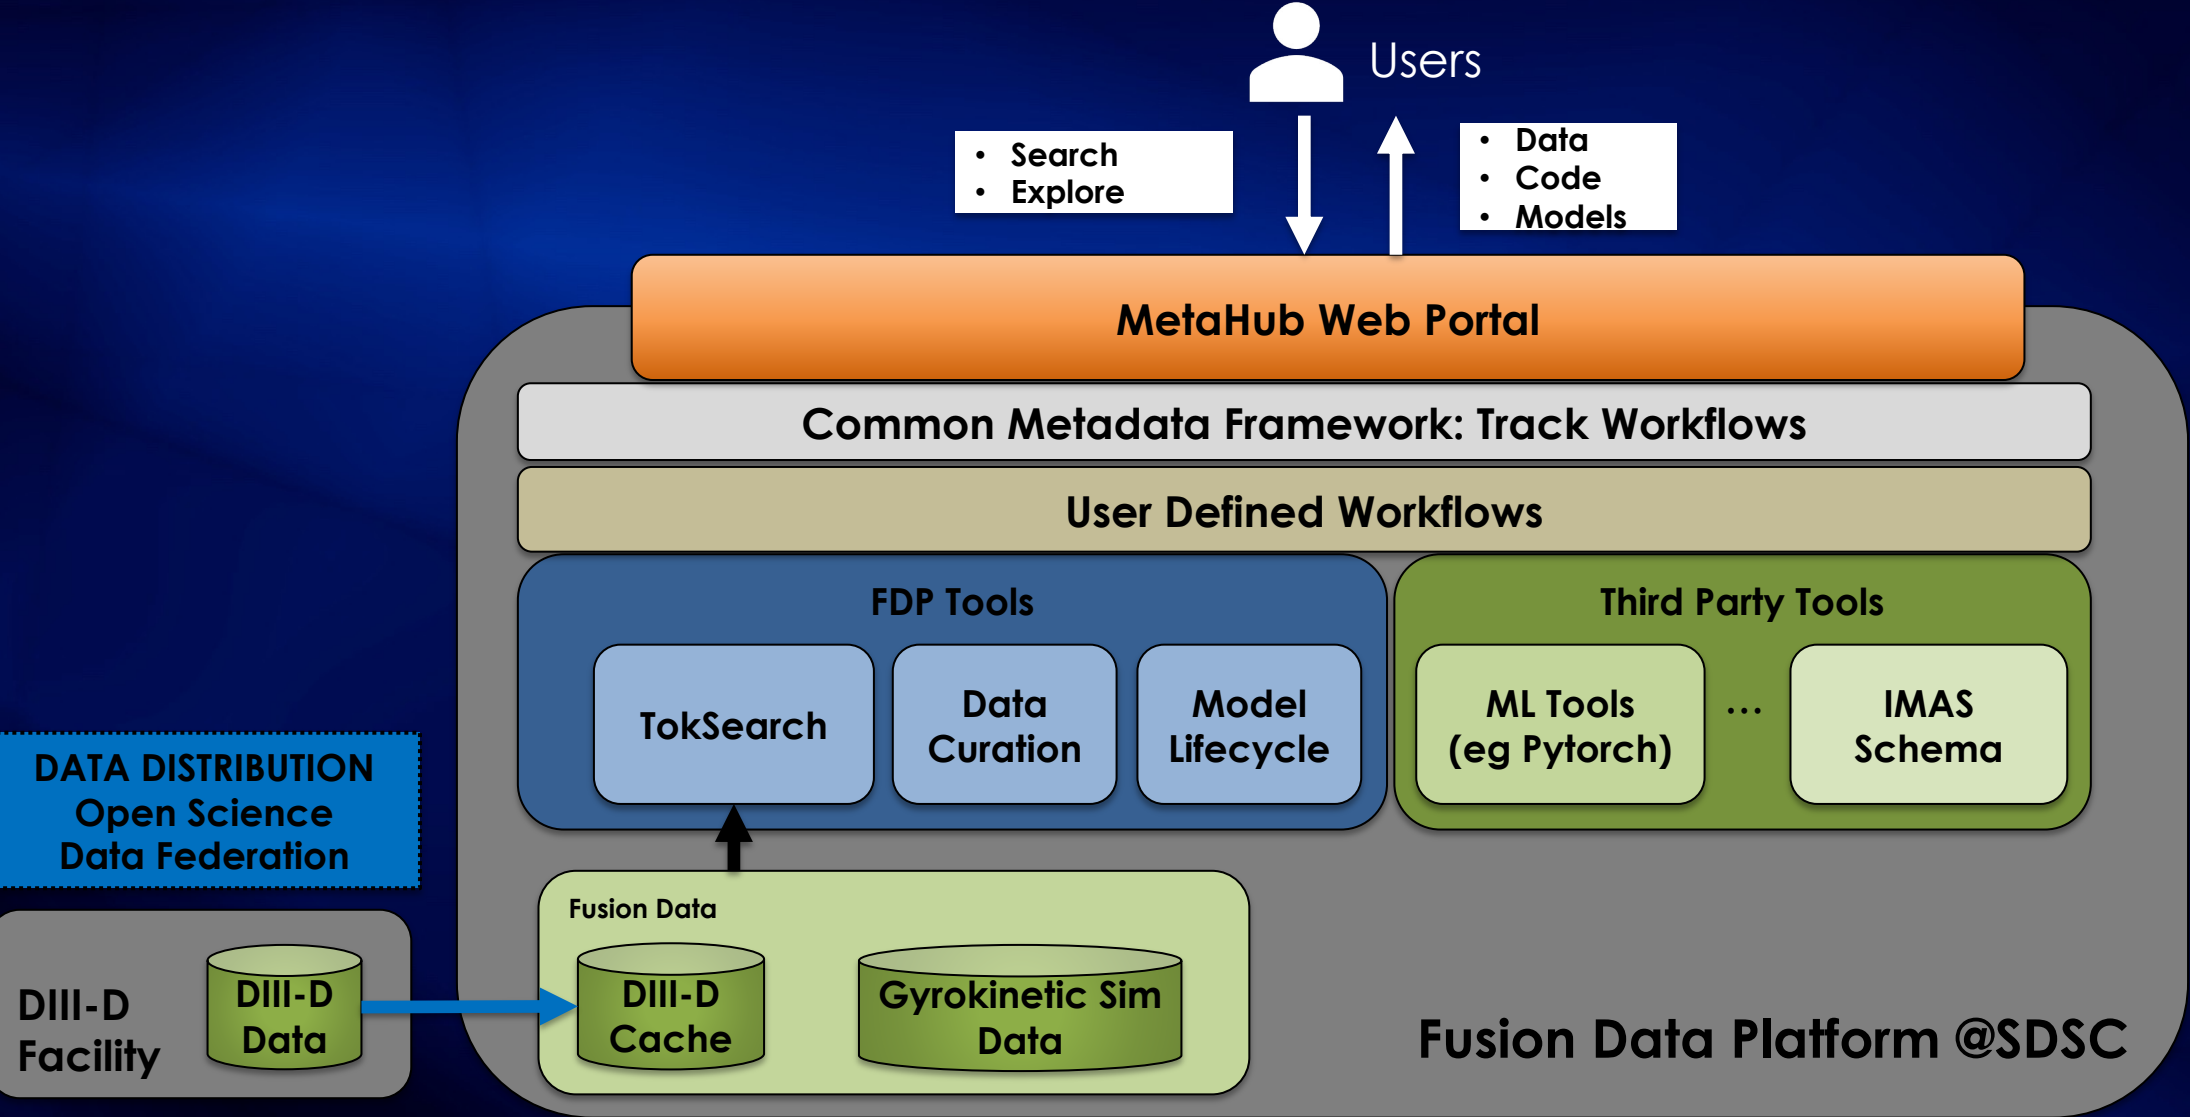 Users
• Search
• Explore
• Data
• Code
• Models
MetaHub Web Portal
Common Metadata Framework: Track Workflows
User Defined Workflows
FDP Tools
Third Party Tools
TokSearch
Data
Curation
Model
Lifecycle
ML Tools
(eg Pytorch)
...
IMAS
Schema
DATA DISTRIBUTION
Open Science
Data Federation
Fusion Data
DIII-D
Facility
DIII-D
Data
DIII-D
Cache
Gyrokinetic Sim
Data
Fusion Data Platform @SDSC